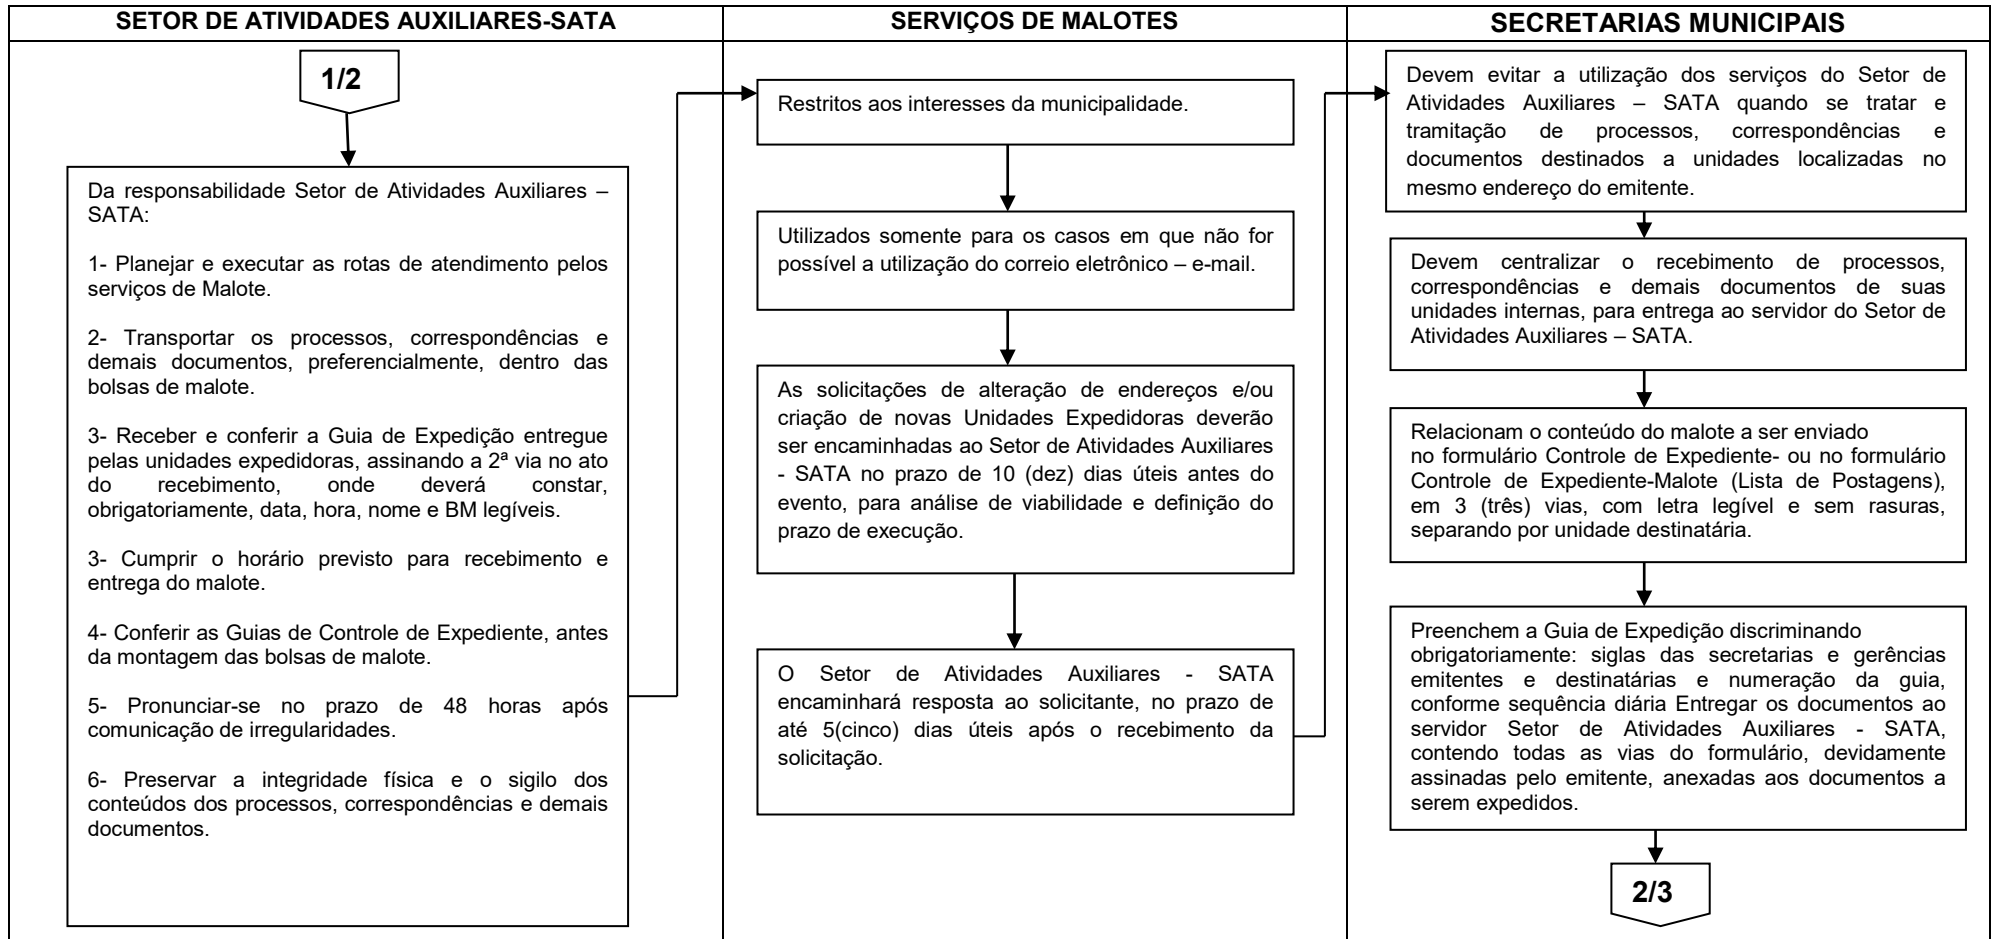 SETOR DE ATIVIDADES AUXILIARES-SATA
1/2
Da responsabilidade Setor de Atividades Auxiliares –
SATA:
1- Planejar e executar as rotas de atendimento pelos
serviços de Malote.
2- Transportar os processos, correspondências e
demais documentos, preferencialmente, dentro das
bolsas de malote.
3- Receber e conferir a Guia de Expedição entregue
pelas unidades expedidoras, assinando a 2ª via no ato
do recebimento, onde deverá constar,
obrigatoriamente, data, hora, nome e BM legíveis.
3- Cumprir o horário previsto para recebimento e
entrega do malote.
4- Conferir as Guias de Controle de Expediente, antes
da montagem das bolsas de malote.
5- Pronunciar-se no prazo de 48 horas após
comunicação de irregularidades.
6- Preservar a integridade física e o sigilo dos
conteúdos dos processos, correspondências e demais
documentos.
SERVIÇOS DE MALOTES
Restritos aos interesses da municipalidade.
Utilizados somente para os casos em que não for
possível a utilização do correio eletrônico – e-mail.
As solicitações de alteração de endereços e/ou
criação de novas Unidades Expedidoras deverão
ser encaminhadas ao Setor de Atividades Auxiliares
- SATA no prazo de 10 (dez) dias úteis antes do
evento, para análise de viabilidade e definição do
prazo de execução.
O Setor de Atividades Auxiliares - SATA
encaminhará resposta ao solicitante, no prazo de
até 5(cinco) dias úteis após o recebimento da
solicitação.
SECRETARIAS MUNICIPAIS
Devem evitar a utilização dos serviços do Setor de
Atividades Auxiliares – SATA quando se tratar e
tramitação de processos, correspondências e
documentos destinados a unidades localizadas no
mesmo endereço do emitente.
Devem centralizar o recebimento de processos,
correspondências e demais documentos de suas
unidades internas, para entrega ao servidor do Setor de
Atividades Auxiliares – SATA.
Relacionam o conteúdo do malote a ser enviado
no formulário Controle de Expediente- ou no formulário
Controle de Expediente-Malote (Lista de Postagens),
em 3 (três) vias, com letra legível e sem rasuras,
separando por unidade destinatária.
Preenchem a Guia de Expedição discriminando
obrigatoriamente: siglas das secretarias e gerências
emitentes e destinatárias e numeração da guia,
conforme sequência diária Entregar os documentos ao
servidor Setor de Atividades Auxiliares - SATA,
contendo todas as vias do formulário, devidamente
assinadas pelo emitente, anexadas aos documentos a
serem expedidos.
2/3